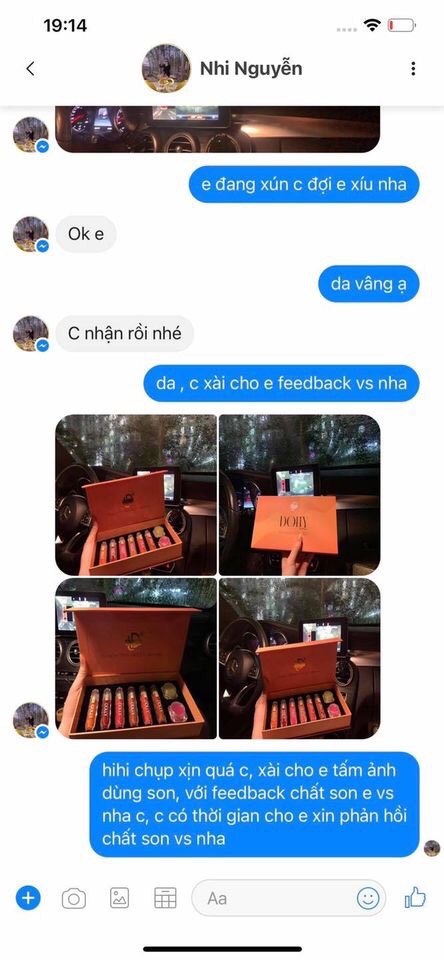 19:14
Nhi Nguyễn
e đang xún c đợi e xíu nha
Ok e
da vâng ạ
C nhận rồi nhé
da , c xài cho e feedback vs nha
DOBY
hihi chụp xịn quá c, xài cho e tấm ảnh
dùng son, với feedback chất son e vs
nha c, c có thời gian cho e xin phản hồi
chất son vs nha
Aa